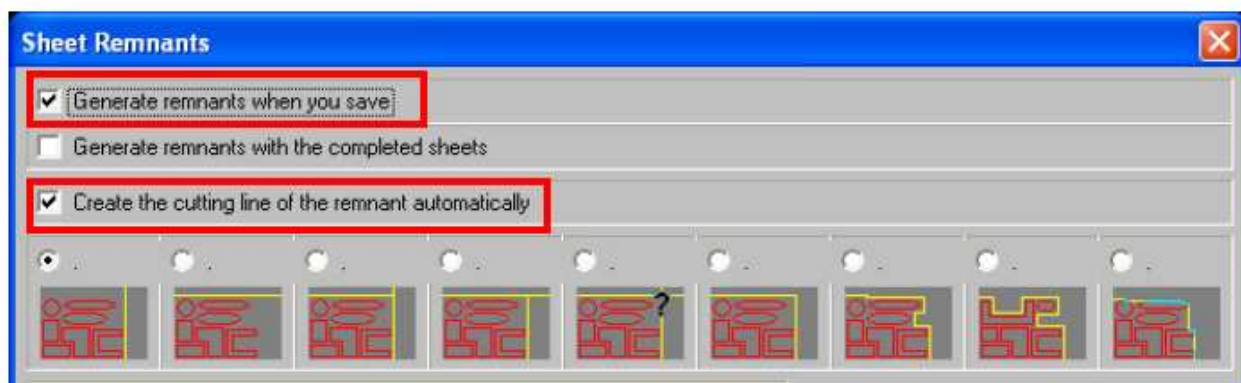 Sheet Remnants
Generate remnants when you save
Generate remnants with the completed sheets
Create the cutting line of the remnant automatically
. . . . . . . . .
?